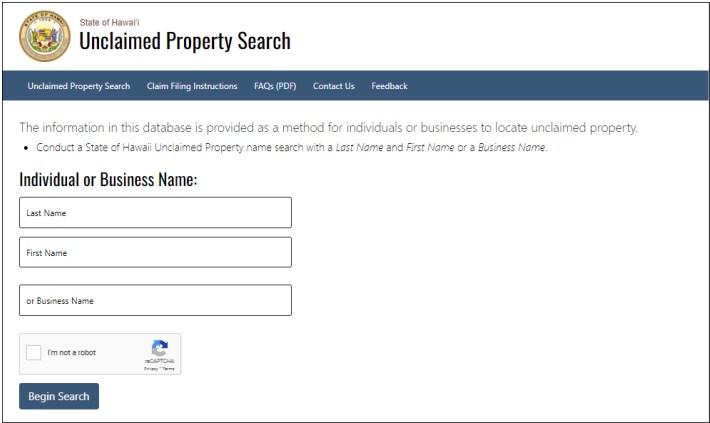 State of Hawai'i
Unclaimed Property Search
Unclaimed Property Search Claim Filing Instructions FAQs (PDF) Contact Us Feedback
The information in this database is provided as a method for individuals or businesses to locate unclaimed property.
• Conduct a State of Hawaii Unclaimed Property name search with a Last Name and First Name or a Business Name.
Individual or Business Name:
Last Name
First Name
or Business Name
I'm not a robot
reCAPTCHA
Privacy - Terms
Begin Search